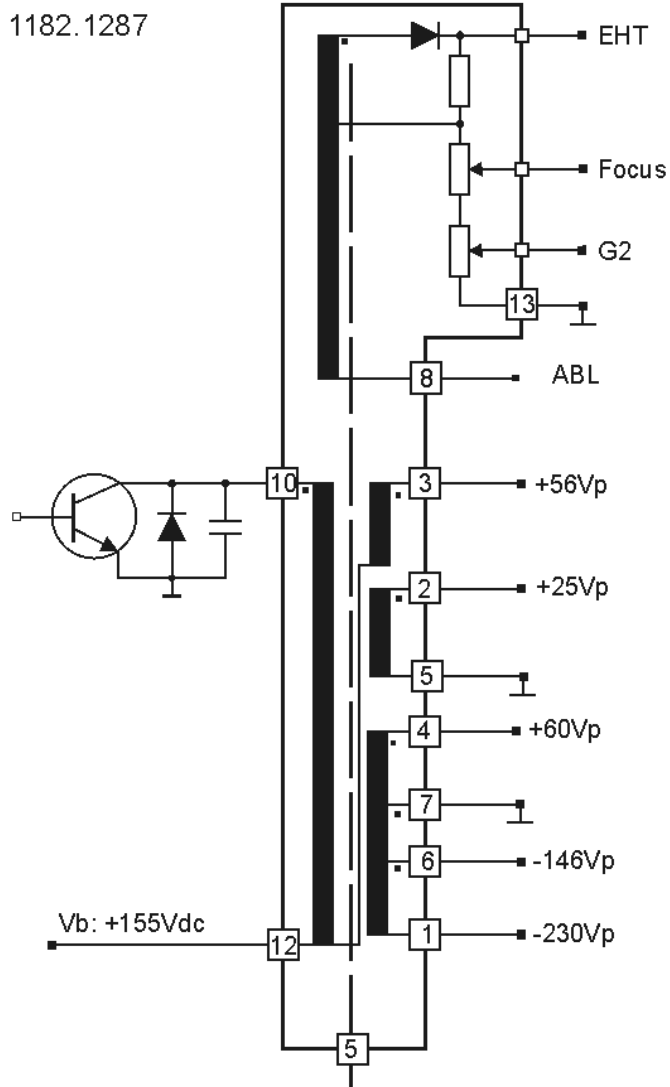 1182.1287
EHT
Focus
G2
13
8 ABL
10 3 +56Vp
2 +25Vp
5
4 +60Vp
7
6 -146Vp
Vb: +155Vdc 12 1 -230Vp
5